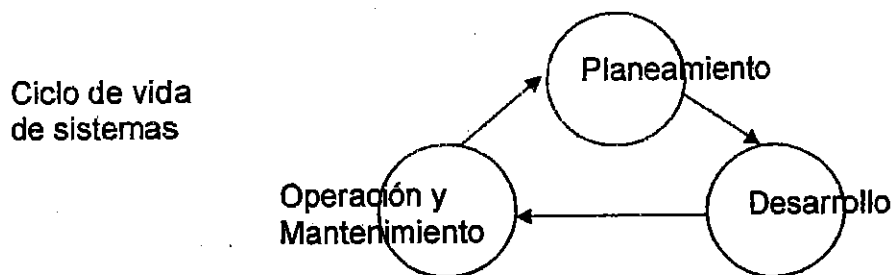 Ciclo de vida
de sistemas
Planeamiento
Operación y
Mantenimiento
Desarrollo